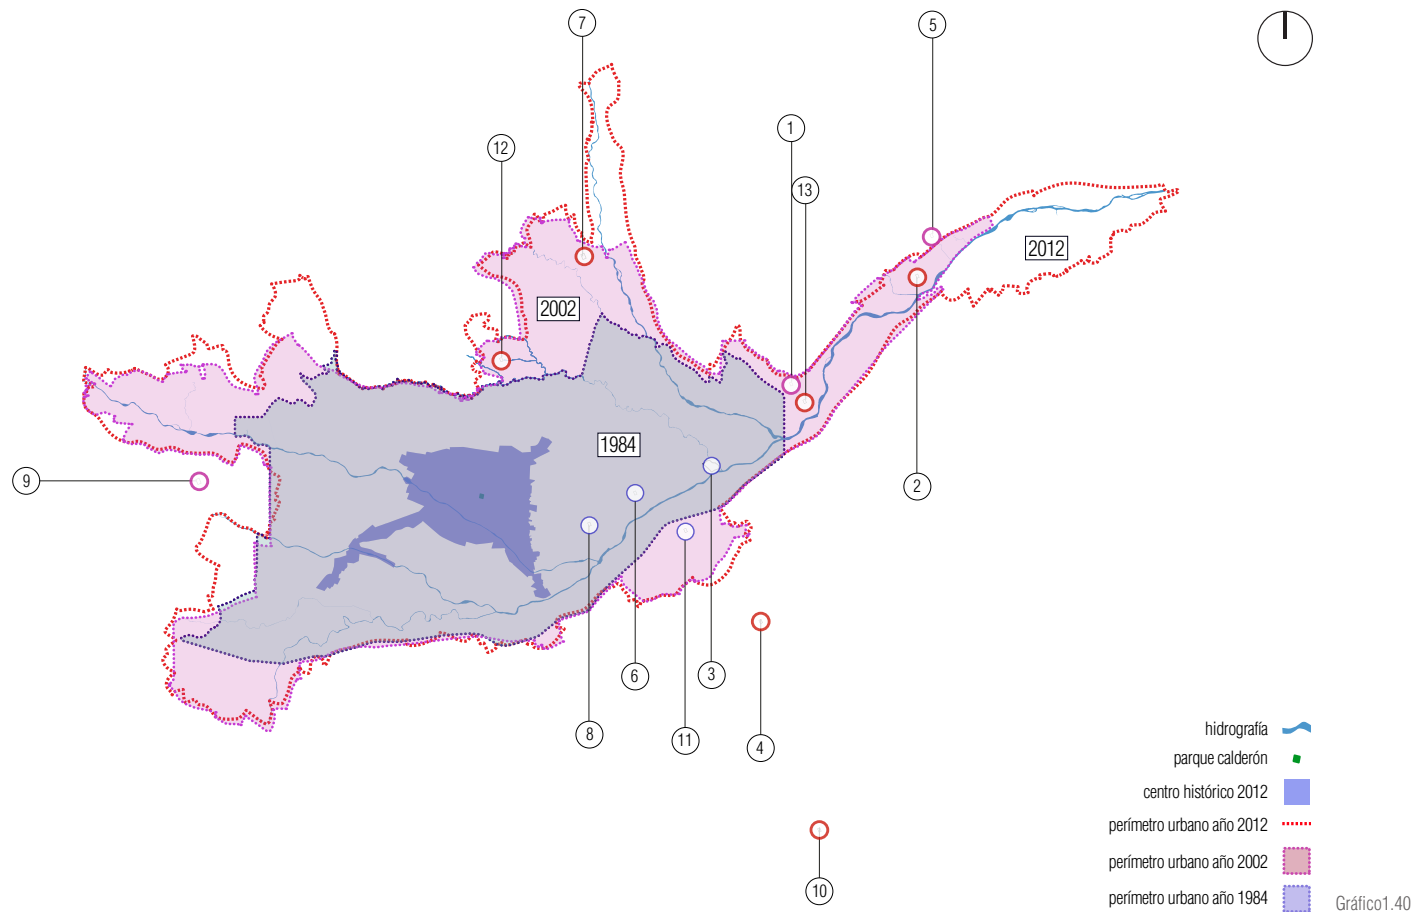 7
5
1
12
13
2012
2002
1984
9
2
6
3
8
11
4
10
hidrografía
parque calderón
centro histórico 2012
perímetro urbano año 2012
perímetro urbano año 2002
perímetro urbano año 1984
Gráfico1.40